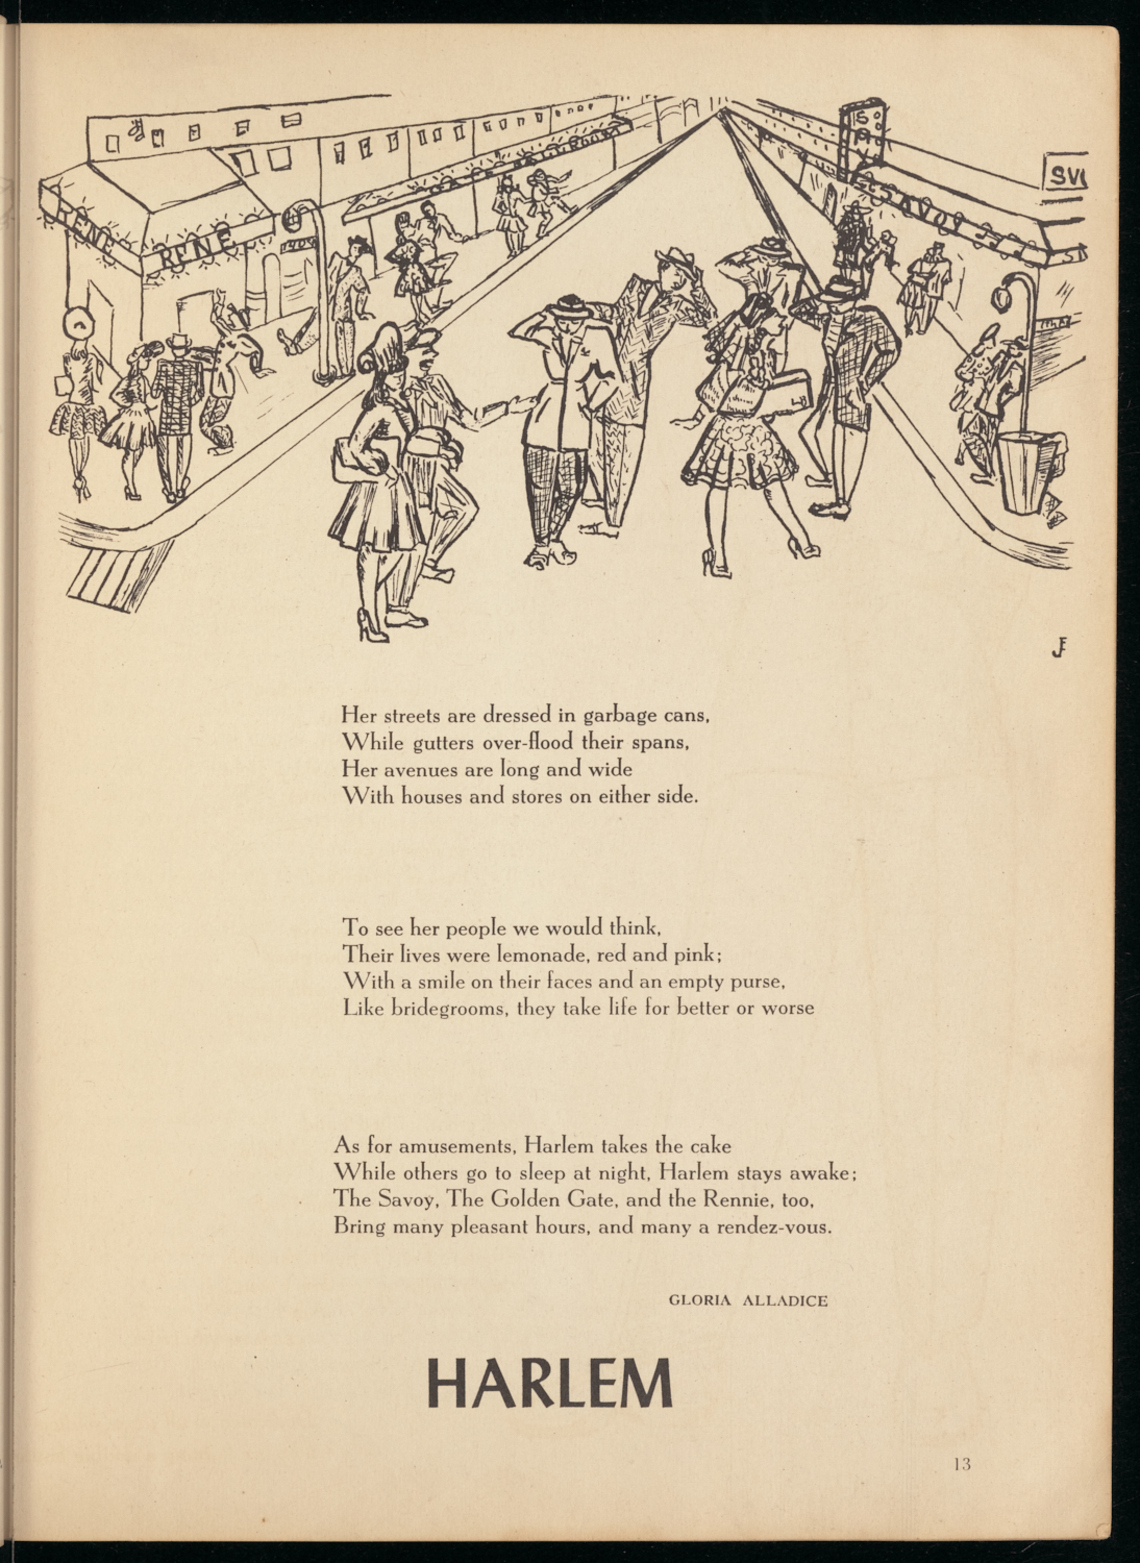 RENE
RENE
SAVOY
SAVOY
JF
Her streets are dressed in garbage cans,
While gutters over-flood their spans,
Her avenues are long and wide
With houses and stores on either side.
To see her people we would think,
Their lives were lemonade, red and pink;
With a smile on their faces and an empty purse,
Like bridegrooms, they take life for better or worse
As for amusements, Harlem takes the cake
While others go to sleep at night, Harlem stays awake;
The Savoy, The Golden Gate, and the Rennie, too,
Bring many pleasant hours, and many a rendez-vous.
GLORIA ALLADICE
HARLEM
13